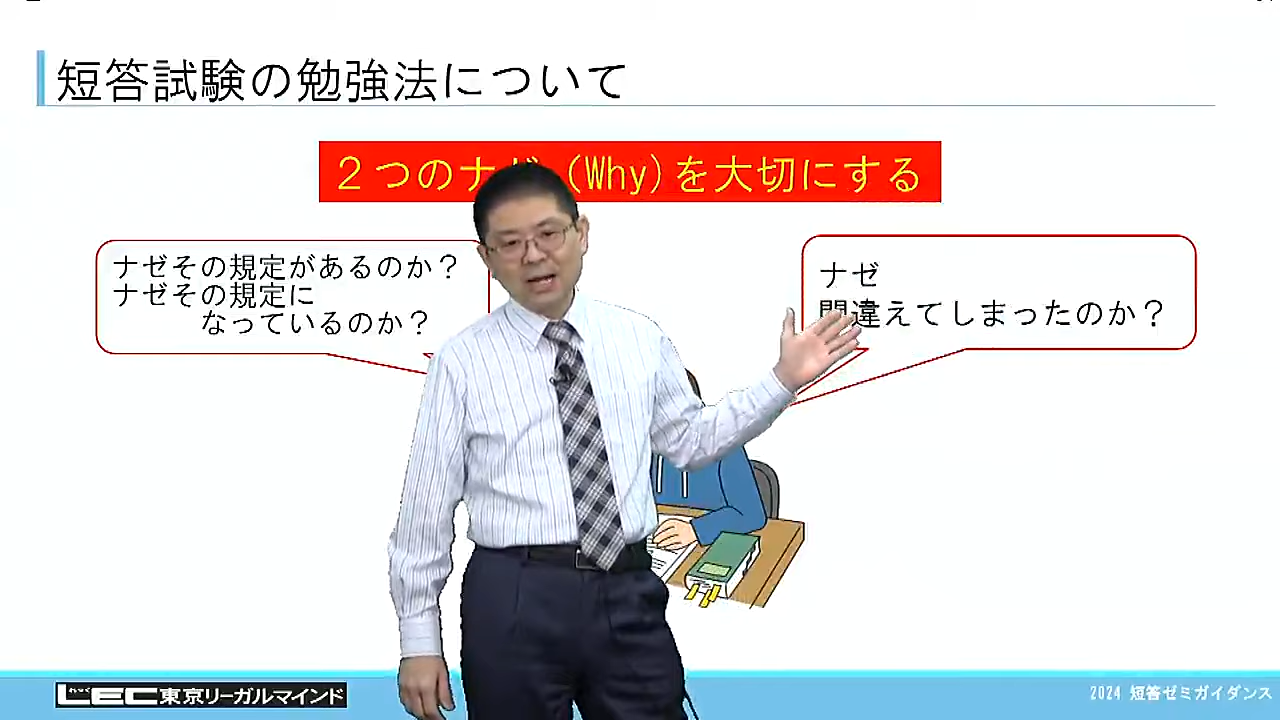 短答試験の勉強法について
２つのナゼ(Why)を大切にする
ナゼその規定があるのか？
ナゼその規定に
なっているのか？
ナゼ
間違えてしまったのか？
LEC東京リーガルマインド
2024 短答ゼミガイダンス